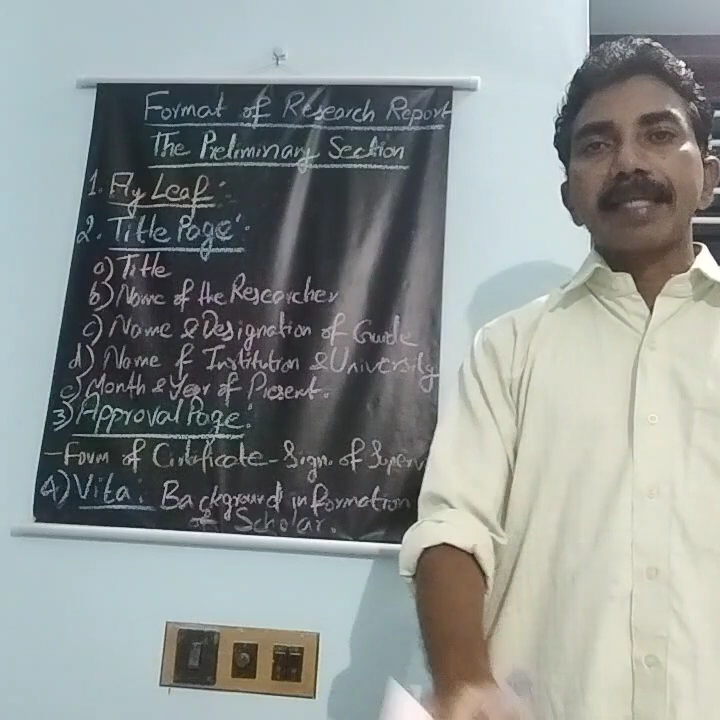 Format of Research Report
The Preliminary Section
1. Fly Leaf:
2. Title Page:
a) Title
b) Name of the Researcher
c) Name & Designation of Guide
d) Name of Institution & University
e) Month & Year of Present.
3) Approval Page:
- Form of Certificate - Sign. of Superv
4) Vita: Background information
of Scholar.